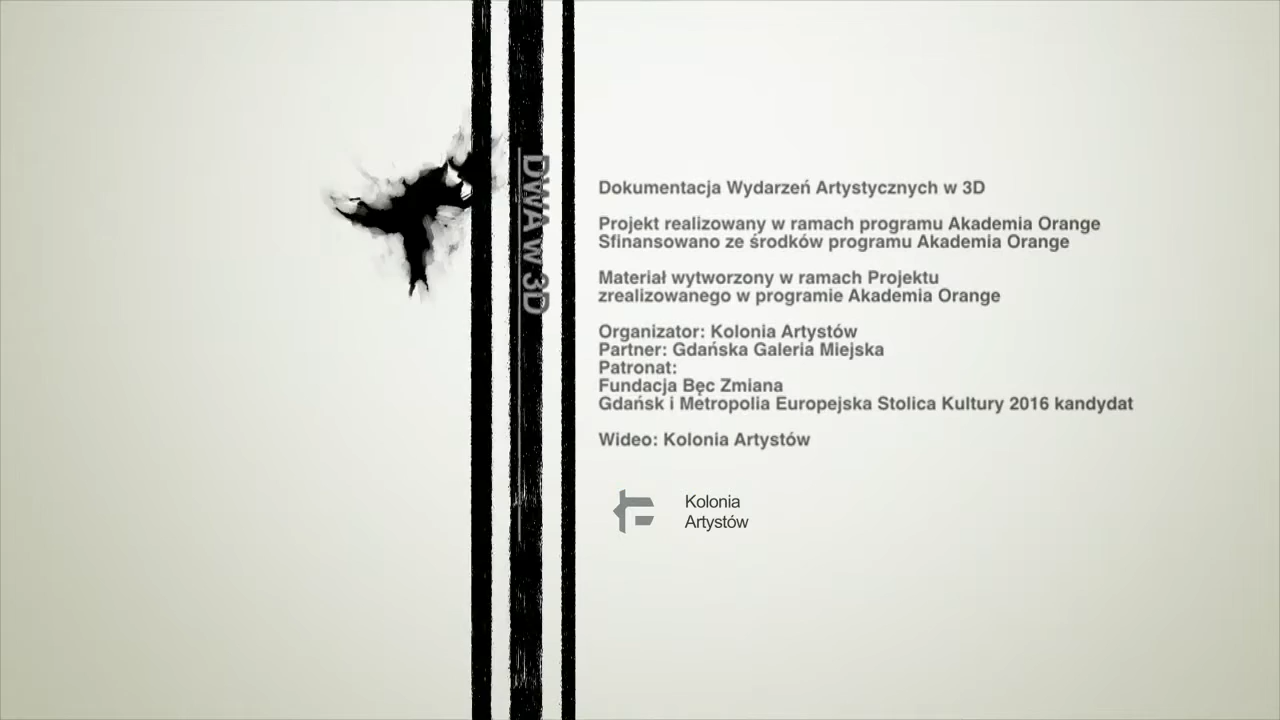 DWA w 3D
Dokumentacja Wydarzeń Artystycznych w 3D
Projekt realizowany w ramach programu Akademia Orange
Sfinansowano ze środków programu Akademia Orange
Materiał wytworzony w ramach Projektu
zrealizowanego w programie Akademia Orange
Organizator: Kolonia Artystów
Partner: Gdańska Galeria Miejska
Patronat:
Fundacja Bęc Zmiana
Gdańsk i Metropolia Europejska Stolica Kultury 2016 kandydat
Wideo: Kolonia Artystów
Kolonia
Artystów